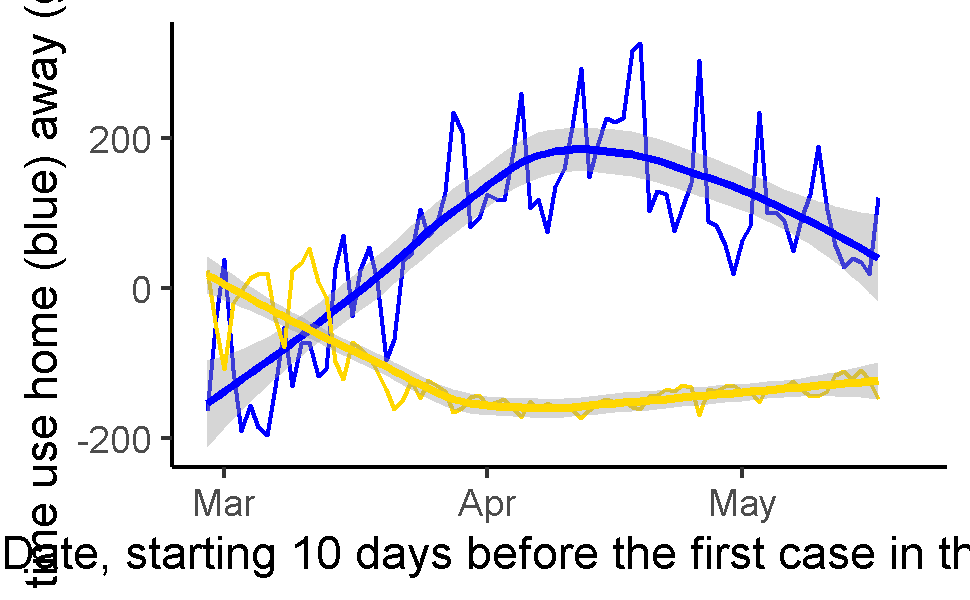 time use home (blue) away (
200
0
-200
Mar Apr May
Date, starting 10 days before the first case in th